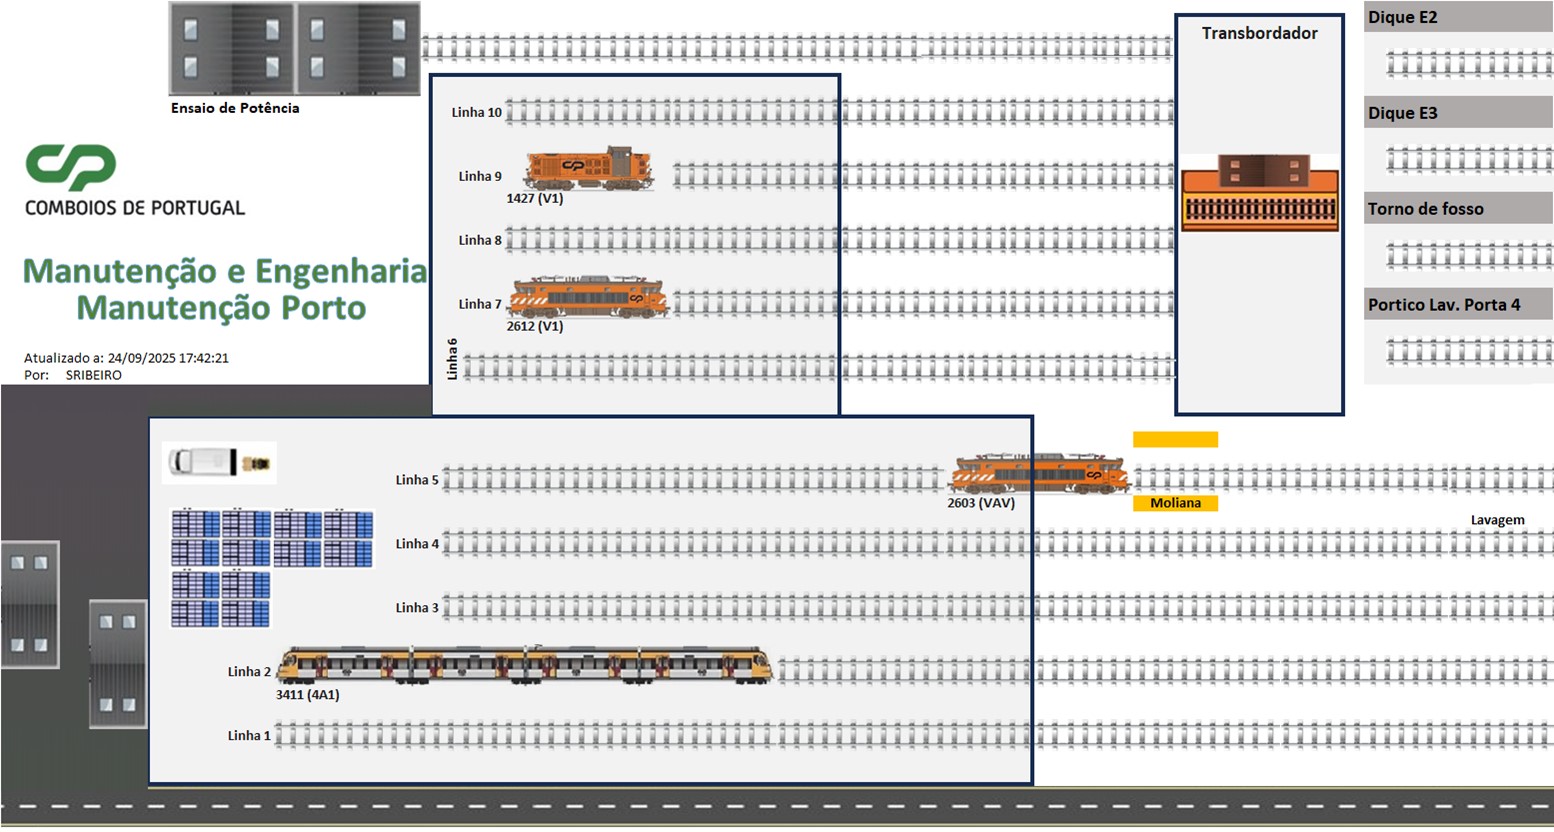 Ensaio de Potência
Transbordador
Dique E2
Dique E3
Torno de fosso
Portico Lav. Porta 4
CP
COMBOIOS DE PORTUGAL
Manutenção e Engenharia
Manutenção Porto
Atualizado a: 24/09/2025 17:42:21
Por: SRIBEIRO
Linha 10
Linha 9
1427 (V1)
Linha 8
Linha 7
2612 (V1)
Linha 6
Linha 5
2603 (VAV)
Moliana
Lavagem
Linha 4
Linha 3
Linha 2
3411 (4A1)
Linha 1